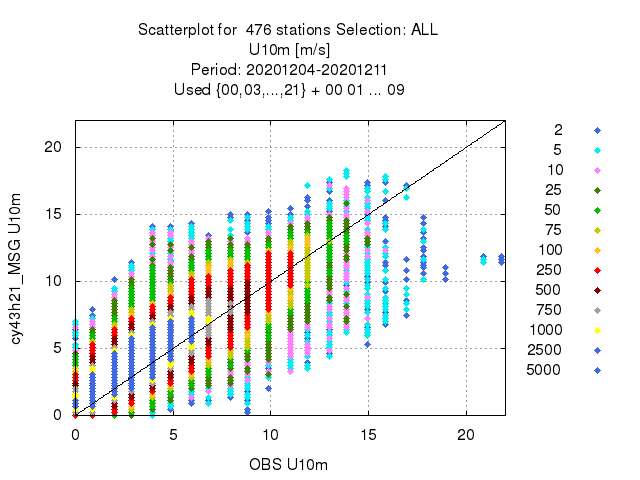 Scatterplot for 476 stations Selection: ALL
U10m [m/s]
Period: 20201204-20201211
Used {00,03,...,21} + 00 01 ... 09
cy43h21_MSG U10m
20
15
10
5
0
0 5 10 15 20
OBS U10m
2
5
10
25
50
75
100
250
500
750
1000
2500
5000